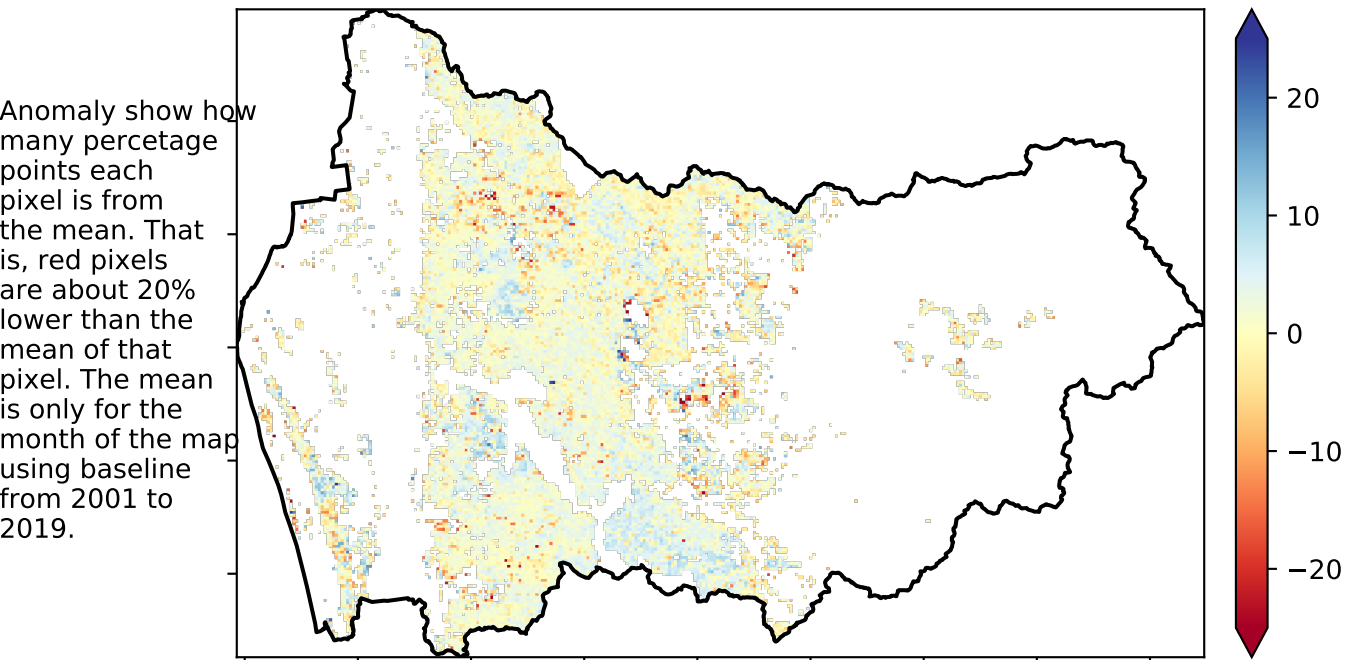 Anomaly show how
many percetage
points each
pixel is from
the mean. That
is, red pixels
are about 20%
lower than the
mean of that
pixel. The mean
is only for the
month of the map
using baseline
from 2001 to
2019.
20
10
0
−10
−20